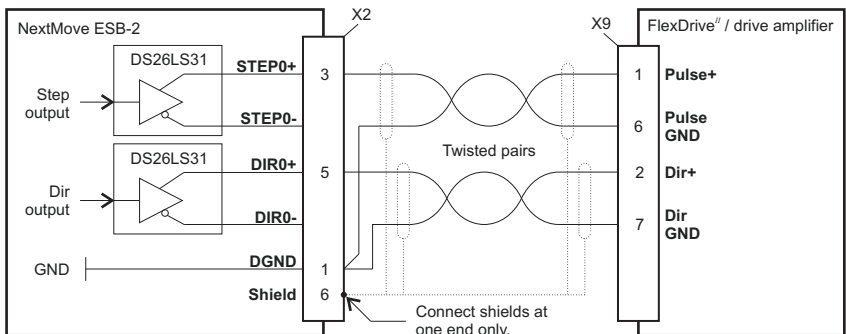 NextMove ESB-2
X2
X9
FlexDrive II / drive amplifier
DS26LS31
STEP0+
3
1
Pulse+
Step
output
STEP0-
6
Pulse
GND
DS26LS31
Twisted pairs
DIR0+
5
2
Dir+
Dir
output
DIR0-
7
Dir
GND
GND
DGND
1
Shield
6
Connect shields at
one end only.